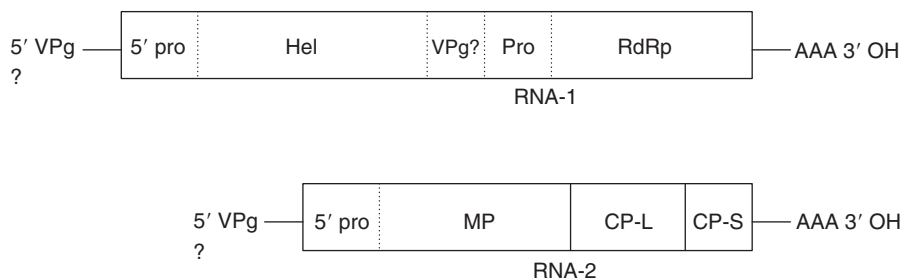 5′ VPg 5′ pro Hel VPg? Pro RdRp AAA 3′ OH
?
RNA-1
5′ VPg 5′ pro MP CP-L CP-S AAA 3′ OH
?
RNA-2